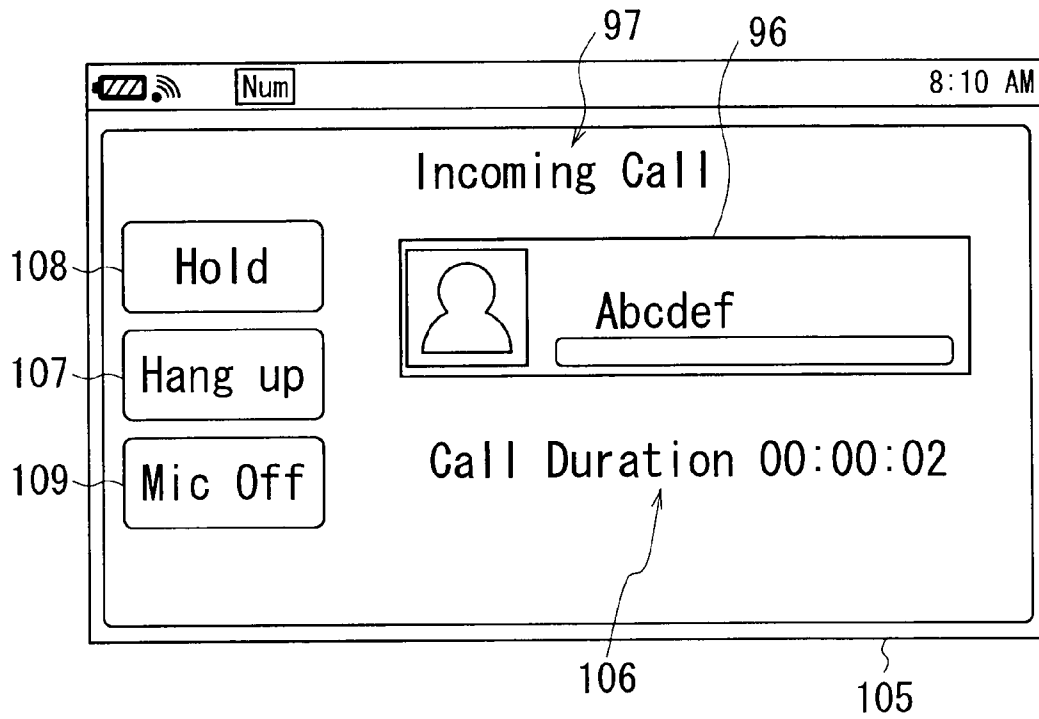 97
96
Num
8:10 AM
Incoming Call
108
Hold
Abcdef
107
Hang up
109
Mic Off
Call Duration 00:00:02
106
105